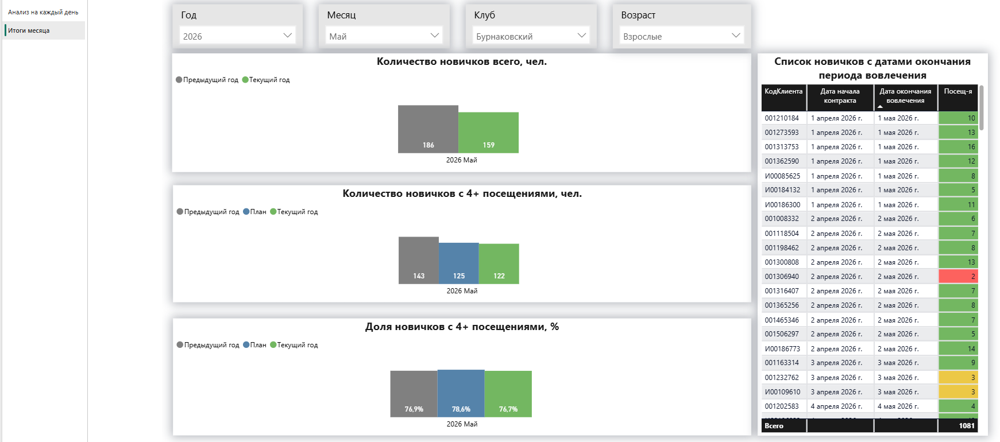 Анализ на каждый день
Итоги месяца
Год
2026
Месяц
Май
Клуб
Бурнаковский
Возраст
Взрослые
Количество новичков всего, чел.
Предыдущий год
Текущий год
186
159
2026 Май
Количество новичков с 4+ посещениями, чел.
Предыдущий год
План
Текущий год
143
125
122
2026 Май
Доля новичков с 4+ посещениями, %
Предыдущий год
План
Текущий год
76,9%
78,6%
76,7%
2026 Май
Список новичков с датами окончания
периода вовлечения
КодКлиента Дата начала контракта Дата окончания вовлечения Посещ-я
001210184 1 апреля 2026 г. 1 мая 2026 г. 10
001273593 1 апреля 2026 г. 1 мая 2026 г. 13
001313753 1 апреля 2026 г. 1 мая 2026 г. 16
001362590 1 апреля 2026 г. 1 мая 2026 г. 12
И00085625 1 апреля 2026 г. 1 мая 2026 г. 8
И00184132 1 апреля 2026 г. 1 мая 2026 г. 5
И00186300 1 апреля 2026 г. 1 мая 2026 г. 11
001008332 2 апреля 2026 г. 2 мая 2026 г. 6
001118504 2 апреля 2026 г. 2 мая 2026 г. 7
001198462 2 апреля 2026 г. 2 мая 2026 г. 8
001300808 2 апреля 2026 г. 2 мая 2026 г. 13
001306940 2 апреля 2026 г. 2 мая 2026 г. 2
001316407 2 апреля 2026 г. 2 мая 2026 г. 7
001365256 2 апреля 2026 г. 2 мая 2026 г. 8
001465346 2 апреля 2026 г. 2 мая 2026 г. 7
001506297 2 апреля 2026 г. 2 мая 2026 г. 5
И00186773 2 апреля 2026 г. 2 мая 2026 г. 14
001163314 3 апреля 2026 г. 3 мая 2026 г. 9
001232762 3 апреля 2026 г. 3 мая 2026 г. 3
И00109610 3 апреля 2026 г. 3 мая 2026 г. 3
001202583 4 апреля 2026 г. 4 мая 2026 г. 4
Всего 1081